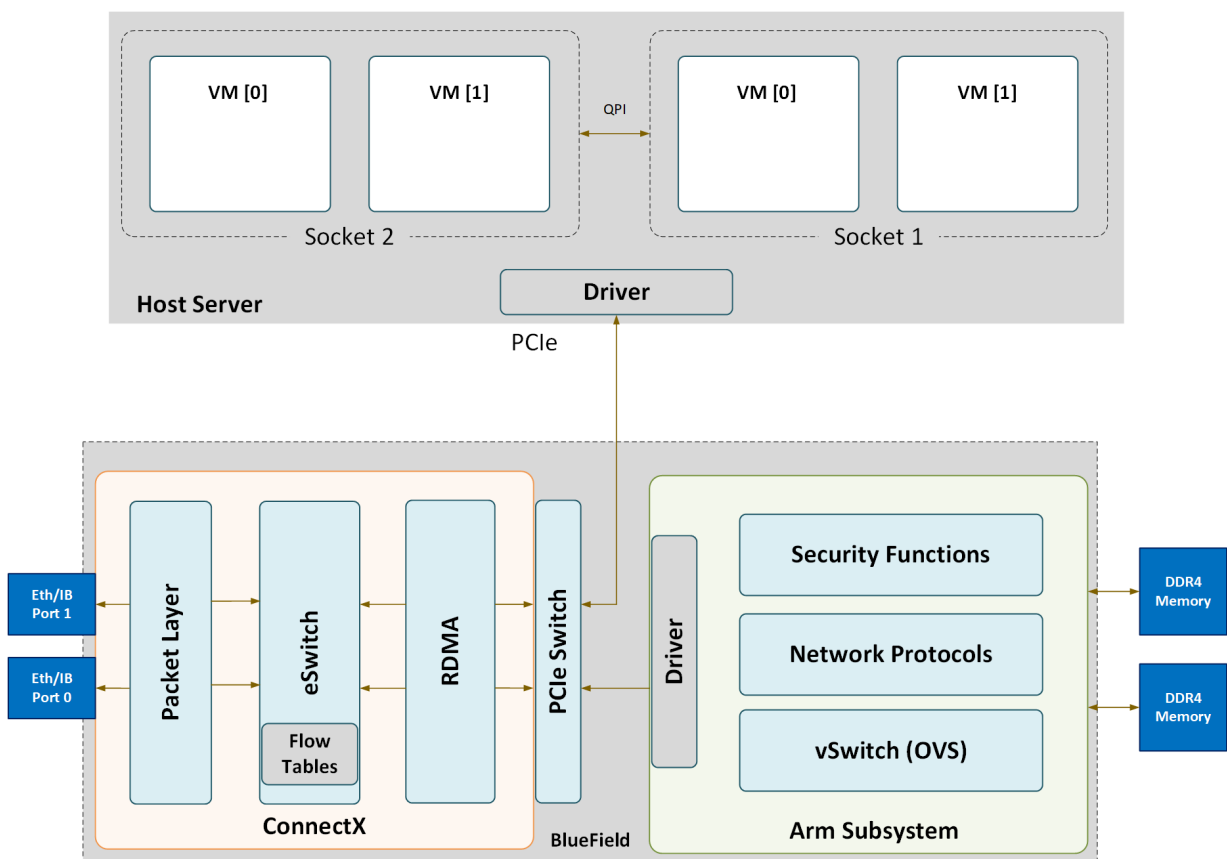 VM [0]
VM [1]
QPI
VM [0]
VM [1]
Socket 2
Socket 1
Driver
Host Server
PCIe
Eth/IB
Port 1
Eth/IB
Port 0
Packet Layer
eSwitch
Flow
Tables
RDMA
ConnectX
PCIe Switch
BlueField
Driver
Security Functions
Network Protocols
vSwitch (OVS)
Arm Subsystem
DDR4
Memory
DDR4
Memory